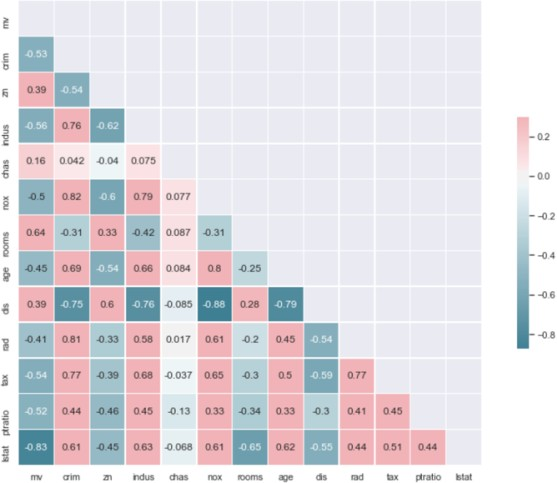 mv
crim -0.53
zn 0.39 -0.54
indus -0.56 0.76 -0.62
chas 0.16 0.042 -0.04 0.075
nox -0.5 0.82 -0.6 0.79 0.077
rooms 0.64 -0.31 0.33 -0.42 0.087 -0.31
age -0.45 0.69 -0.54 0.66 0.084 0.8 -0.25
dis 0.39 -0.75 0.6 -0.76 -0.085 -0.88 0.28 -0.79
rad -0.41 0.81 -0.33 0.58 0.017 0.61 -0.2 0.45 -0.54
tax -0.54 0.77 -0.39 0.68 -0.037 0.65 -0.3 0.5 -0.59 0.77
ptratio -0.52 0.44 -0.46 0.45 -0.13 0.33 -0.34 0.33 -0.3 0.41 0.45
lstat -0.83 0.61 -0.45 0.63 -0.068 0.61 -0.65 0.62 -0.55 0.44 0.51 0.44
mv crim zn indus chas nox rooms age dis rad tax ptratio lstat
0.2
0.0
-0.2
-0.4
-0.6
-0.8